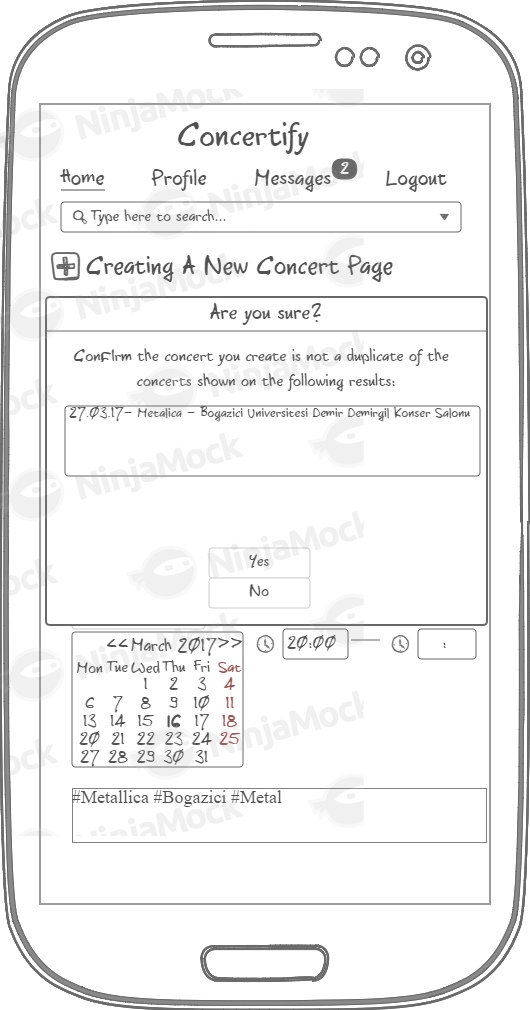 Concertify
Home Profile Messages 2 Logout
Type here to search...
Creating A New Concert Page
Are you sure?
Confirm the concert you create is not a duplicate of the
concerts shown on the following results:
27.03.17- Metalica - Bogazici Universitesi Demir Demirgil Konser Salonu
Yes
No
<<March 2017>> 20:00 :
Mon Tue Wed Thu Fri Sat
1 2 3 4
6 7 8 9 10 11
13 14 15 16 17 18
20 21 22 23 24 25
27 28 29 30 31
#Metallica #Bogazici #Metal
NinjaMock